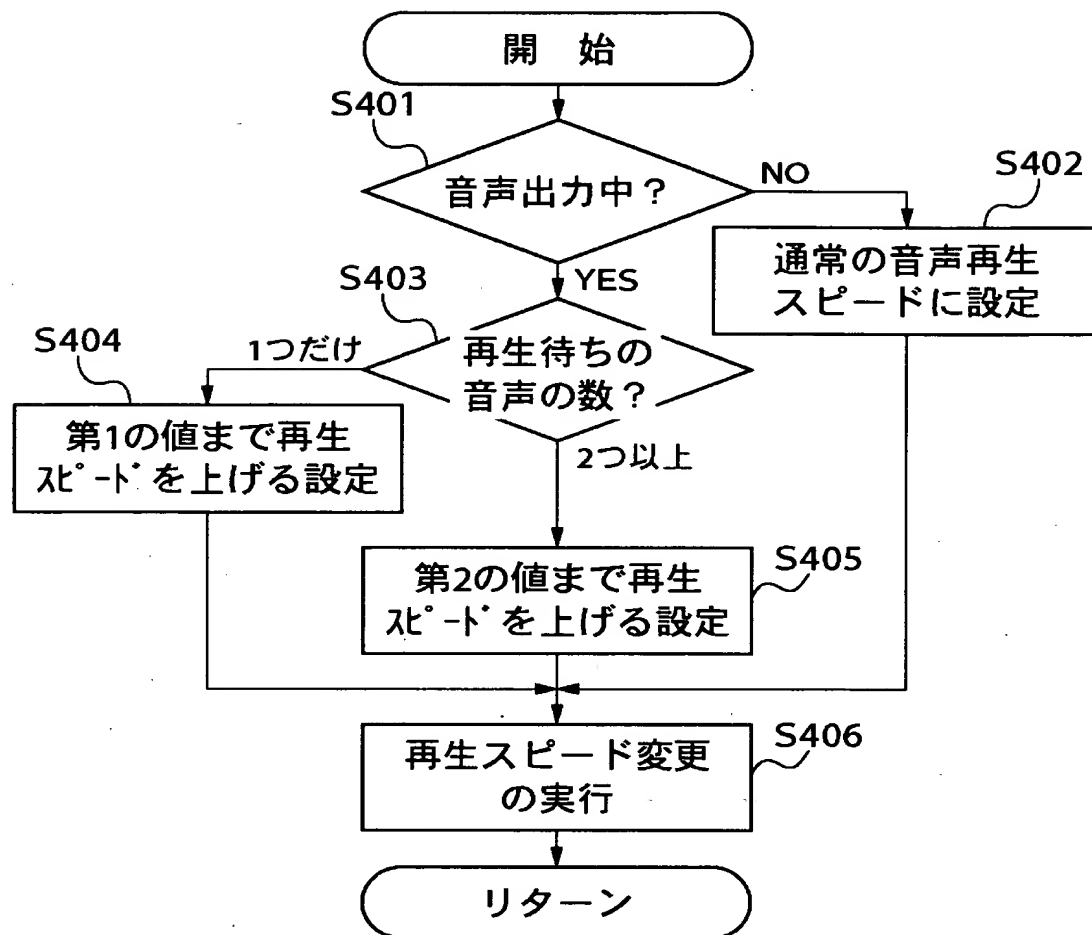 開 始
S401
音声出力中?
NO
S402
通常の音声再生
スピードに設定
YES
S403
再生待ちの
音声の数?
1つだけ
S404
第1の値まで再生
スピードを上げる設定
2つ以上
第2の値まで再生
スピードを上げる設定
S405
再生スピード変更
の実行
S406
リターン